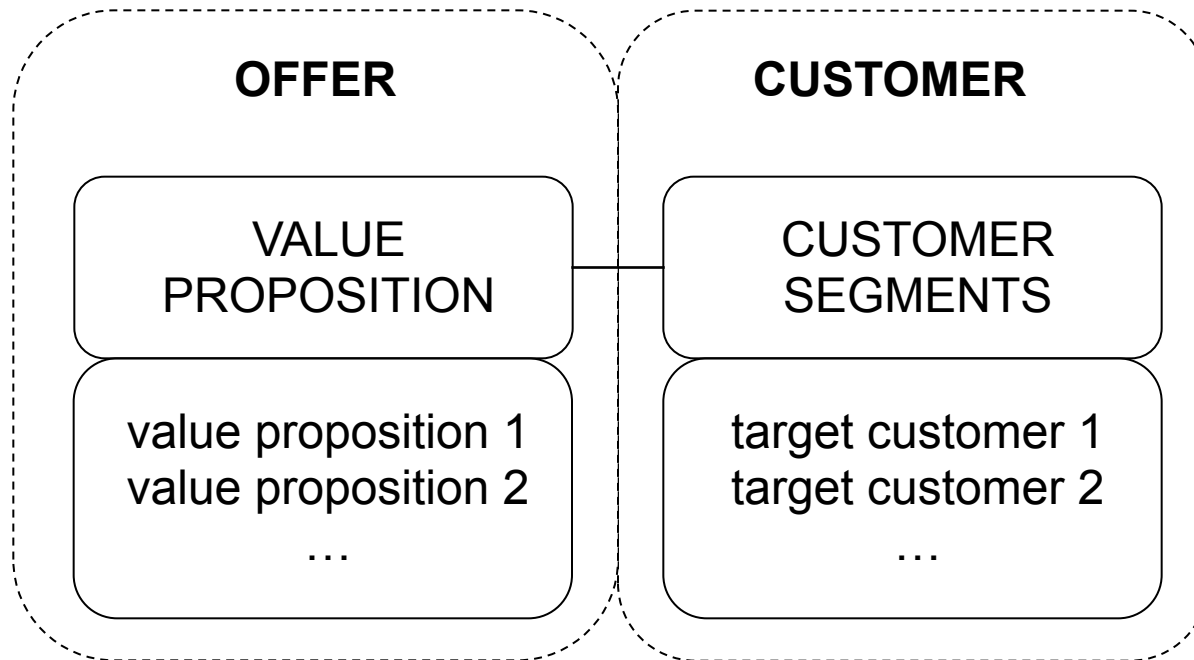 OFFER
CUSTOMER
VALUE
PROPOSITION
CUSTOMER
SEGMENTS
value proposition 1
value proposition 2
…
target customer 1
target customer 2
…